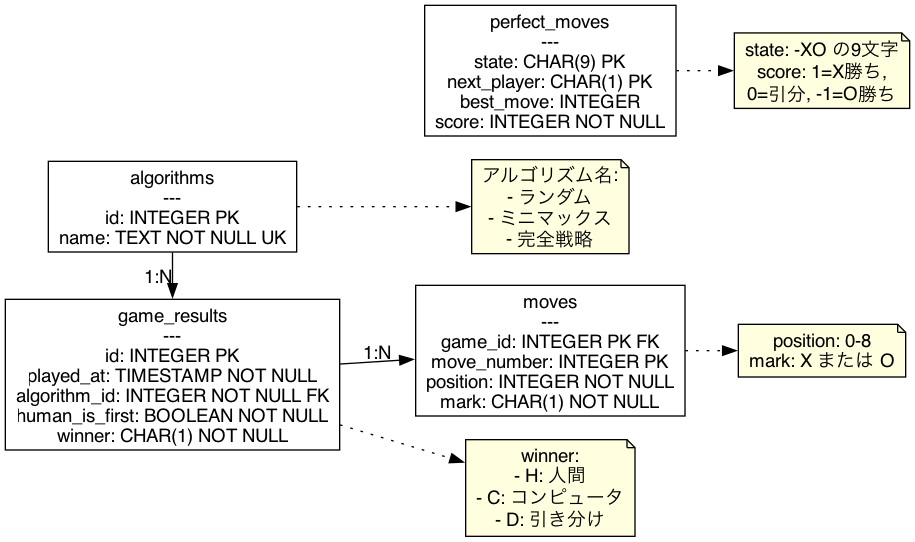 perfect_moves
---
state: CHAR(9) PK
next_player: CHAR(1) PK
best_move: INTEGER
score: INTEGER NOT NULL
state: -XO の9文字
score: 1=X勝ち,
0=引分, -1=O勝ち
algorithms
---
id: INTEGER PK
name: TEXT NOT NULL UK
アルゴリズム名:
- ランダム
- ミニマックス
- 完全戦略
1:N
game_results
---
id: INTEGER PK
played_at: TIMESTAMP NOT NULL
algorithm_id: INTEGER NOT NULL FK
human_is_first: BOOLEAN NOT NULL
winner: CHAR(1) NOT NULL
1:N
moves
---
game_id: INTEGER PK FK
move_number: INTEGER PK
position: INTEGER NOT NULL
mark: CHAR(1) NOT NULL
position: 0-8
mark: X または O
winner:
- H: 人間
- C: コンピュータ
- D: 引き分け